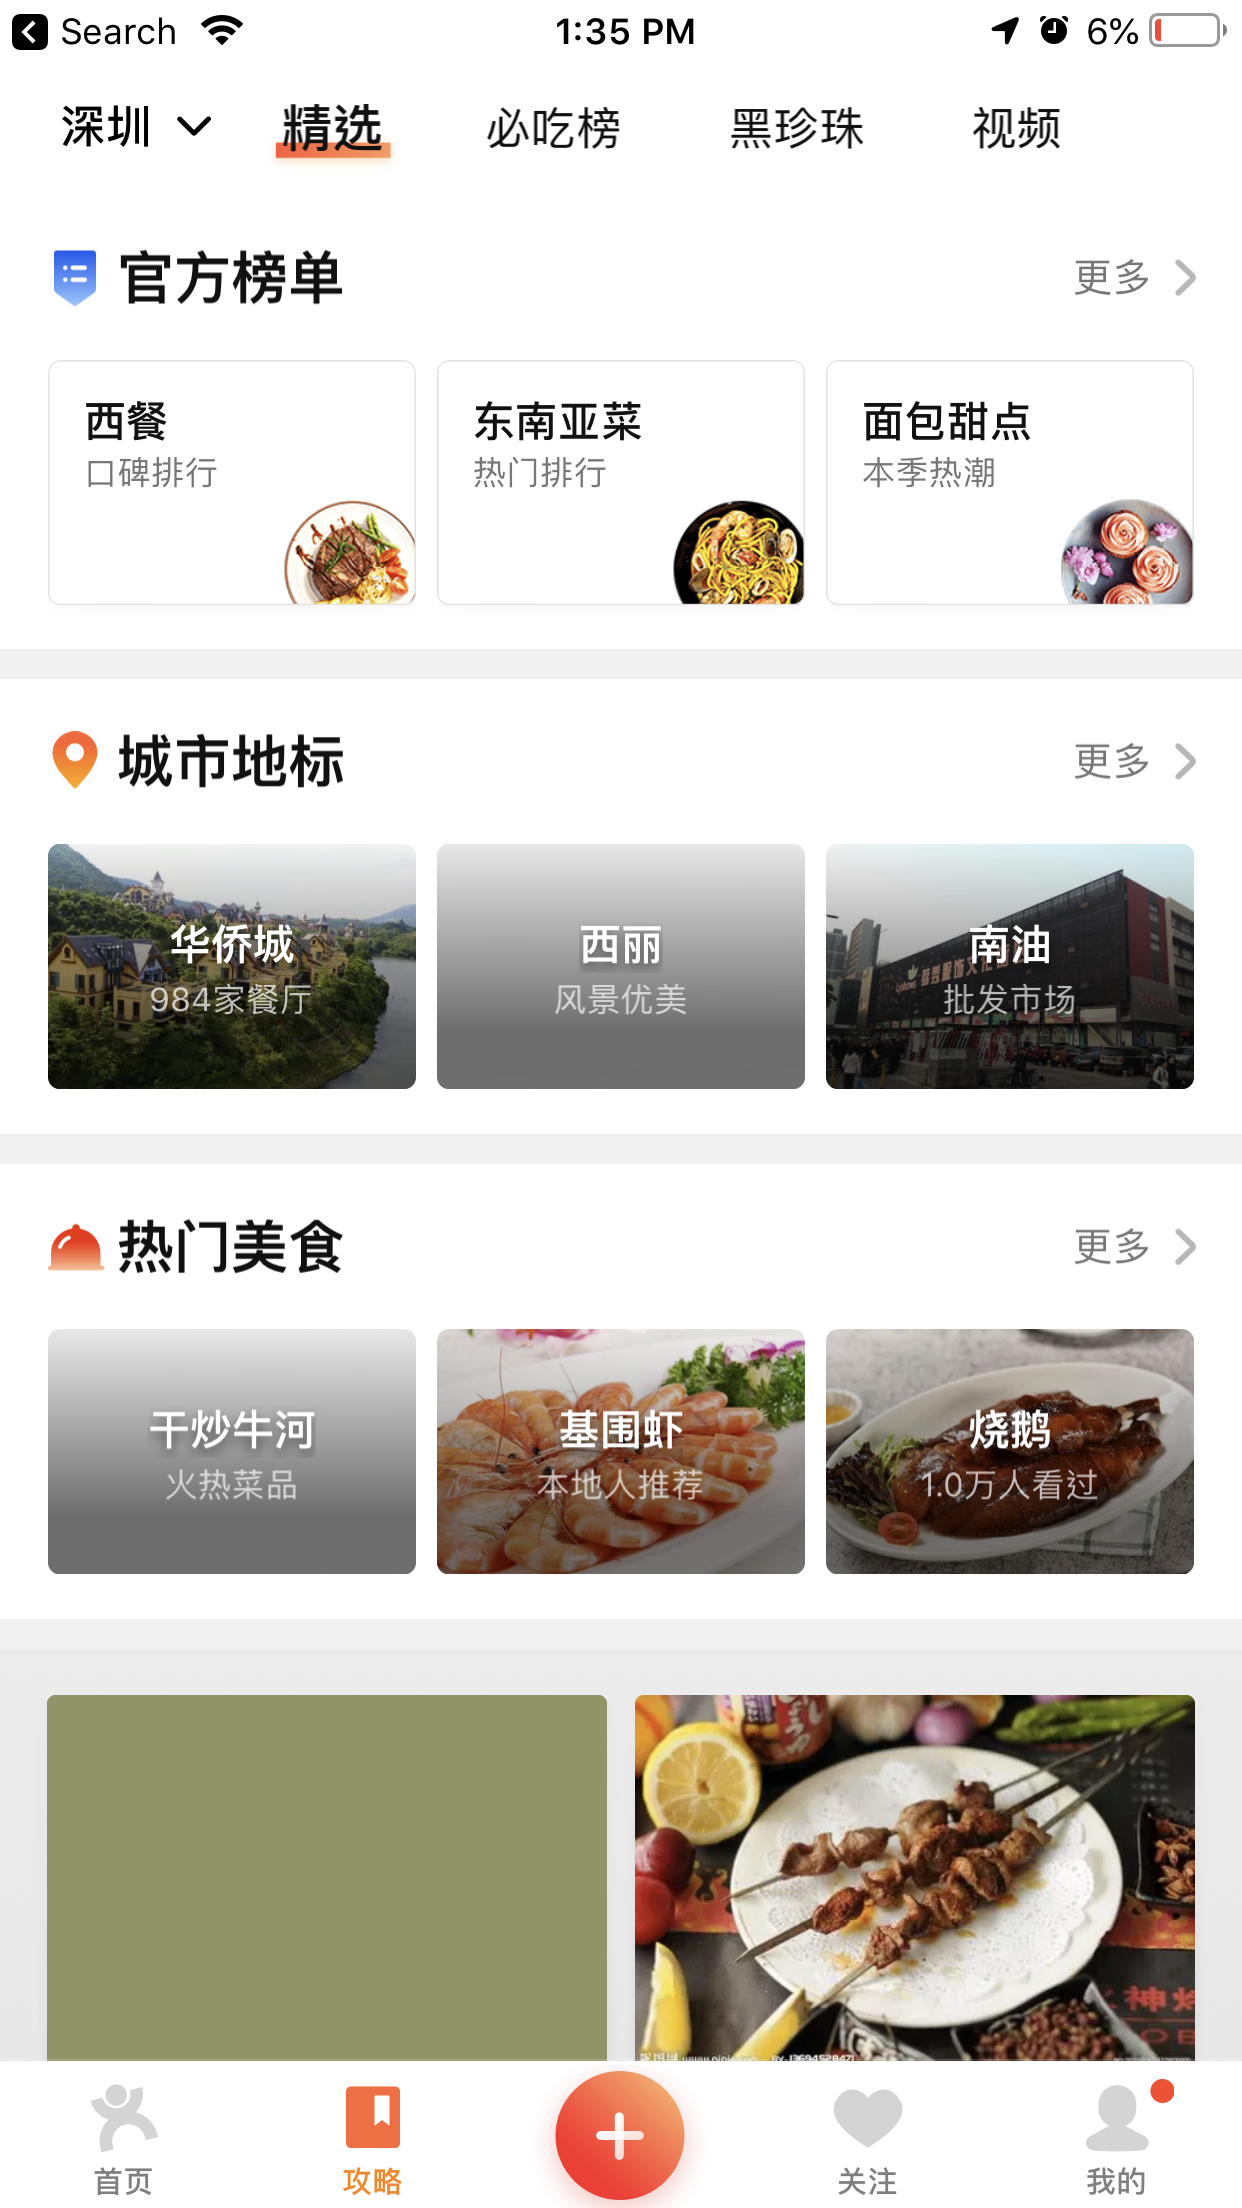 Search
1:35 PM
6%
深圳
精选
必吃榜
黑珍珠
视频
官方榜单
更多
西餐
口碑排行
东南亚菜
热门排行
面包甜点
本季热潮
城市地标
更多
华侨城
984家餐厅
西丽
风景优美
南油
批发市场
热门美食
更多
干炒牛河
火热菜品
基围虾
本地人推荐
烧鹅
1.0万人看过
首页
攻略
关注
我的